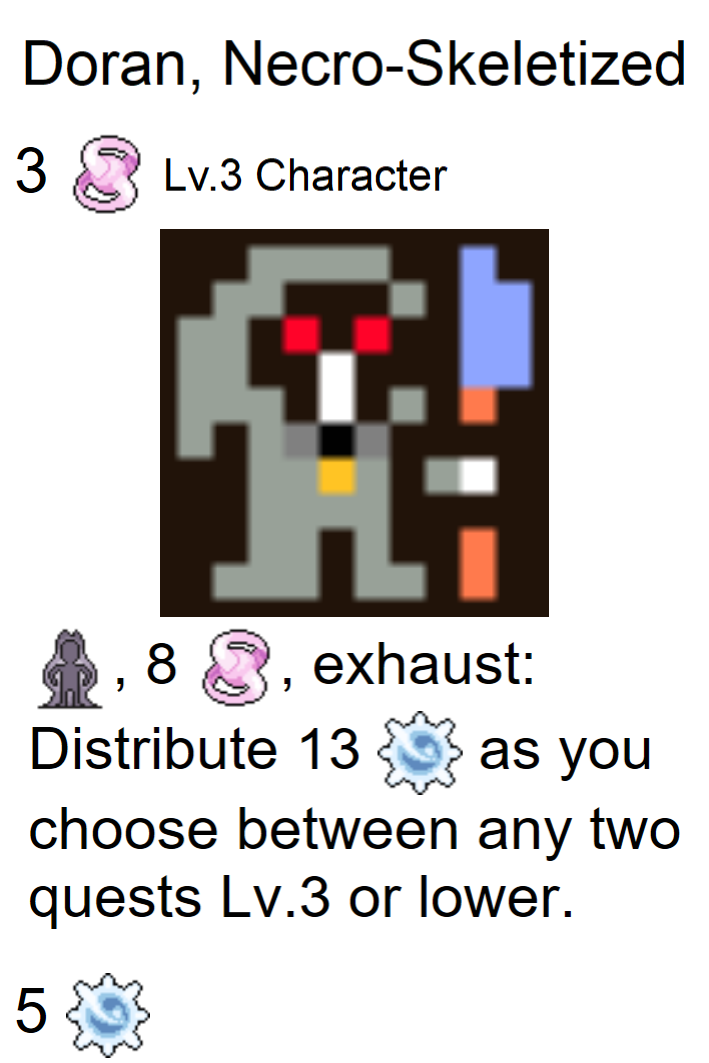 Doran, Necro-Skeletized
3 Lv.3 Character
, 8 , exhaust:
Distribute 13 as you
choose between any two
quests Lv.3 or lower.
5